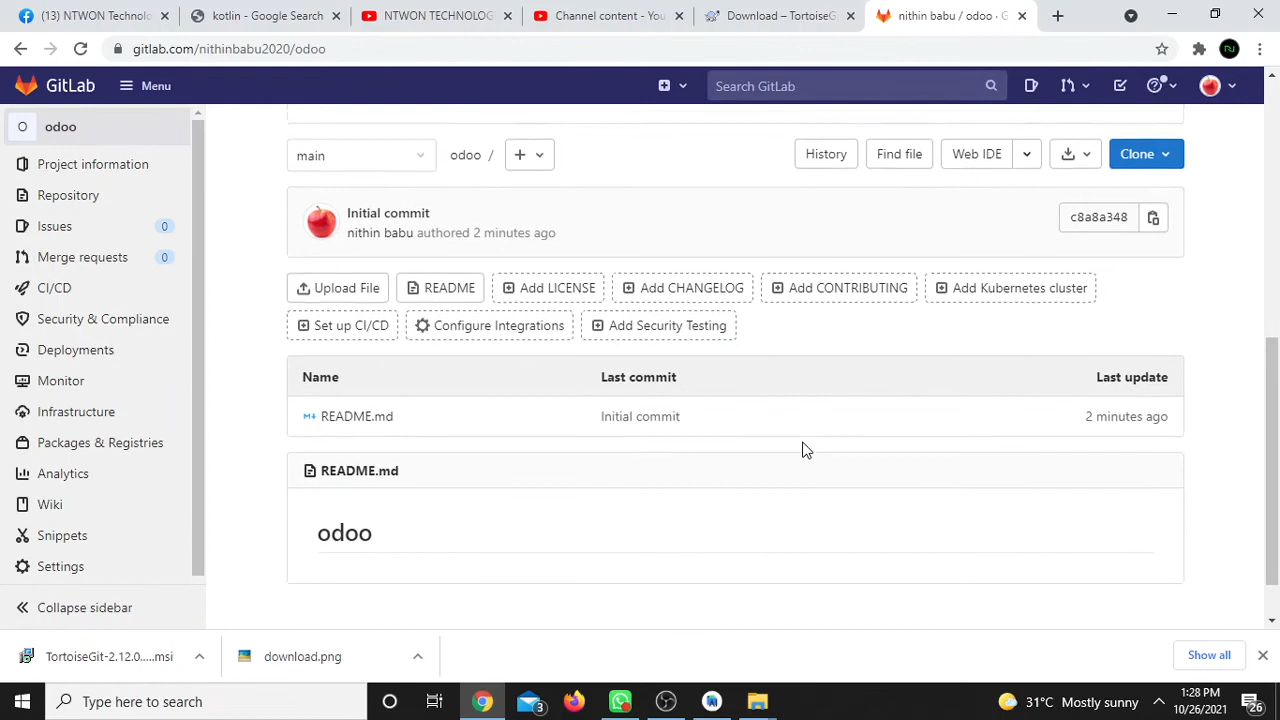 (13) NTWON Technolo
kotlin - Google Search
NTWON TECHNOLOG
Channel content - You
Download – TortoiseG
nithin babu / odoo · G
gitlab.com/nithinbabu2020/odoo
GitLab
Menu
Search GitLab
O odoo
Project information
Repository
Issues 0
Merge requests 0
CI/CD
Security & Compliance
Deployments
Monitor
Infrastructure
Packages & Registries
Analytics
Wiki
Snippets
Settings
Collapse sidebar
main
odoo /
History
Find file
Web IDE
Clone
Initial commit
nithin babu authored 2 minutes ago
c8a8a348
Upload File
README
Add LICENSE
Add CHANGELOG
Add CONTRIBUTING
Add Kubernetes cluster
Set up CI/CD
Configure Integrations
Add Security Testing
Name Last commit Last update
README.md Initial commit 2 minutes ago
README.md
odoo
TortoiseGit-2.12.0.....msi
download.png
Show all
Type here to search
3
31°C Mostly sunny
1:28 PM
10/26/2021
26